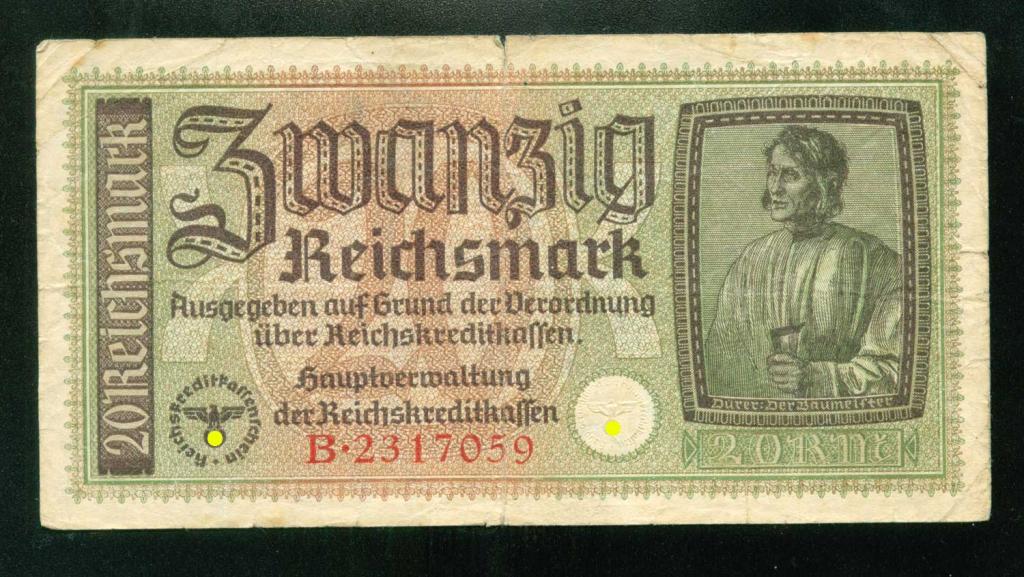 20 Reichsmark
Zwanzig
Reichsmark
Ausgegeben auf Grund der Verordnung
über Reichskreditkassen.
Hauptverwaltung
der Reichskreditkassen
Reichskreditkassenschein
B·2317059
Dürer: Der Baumeister
20 RM